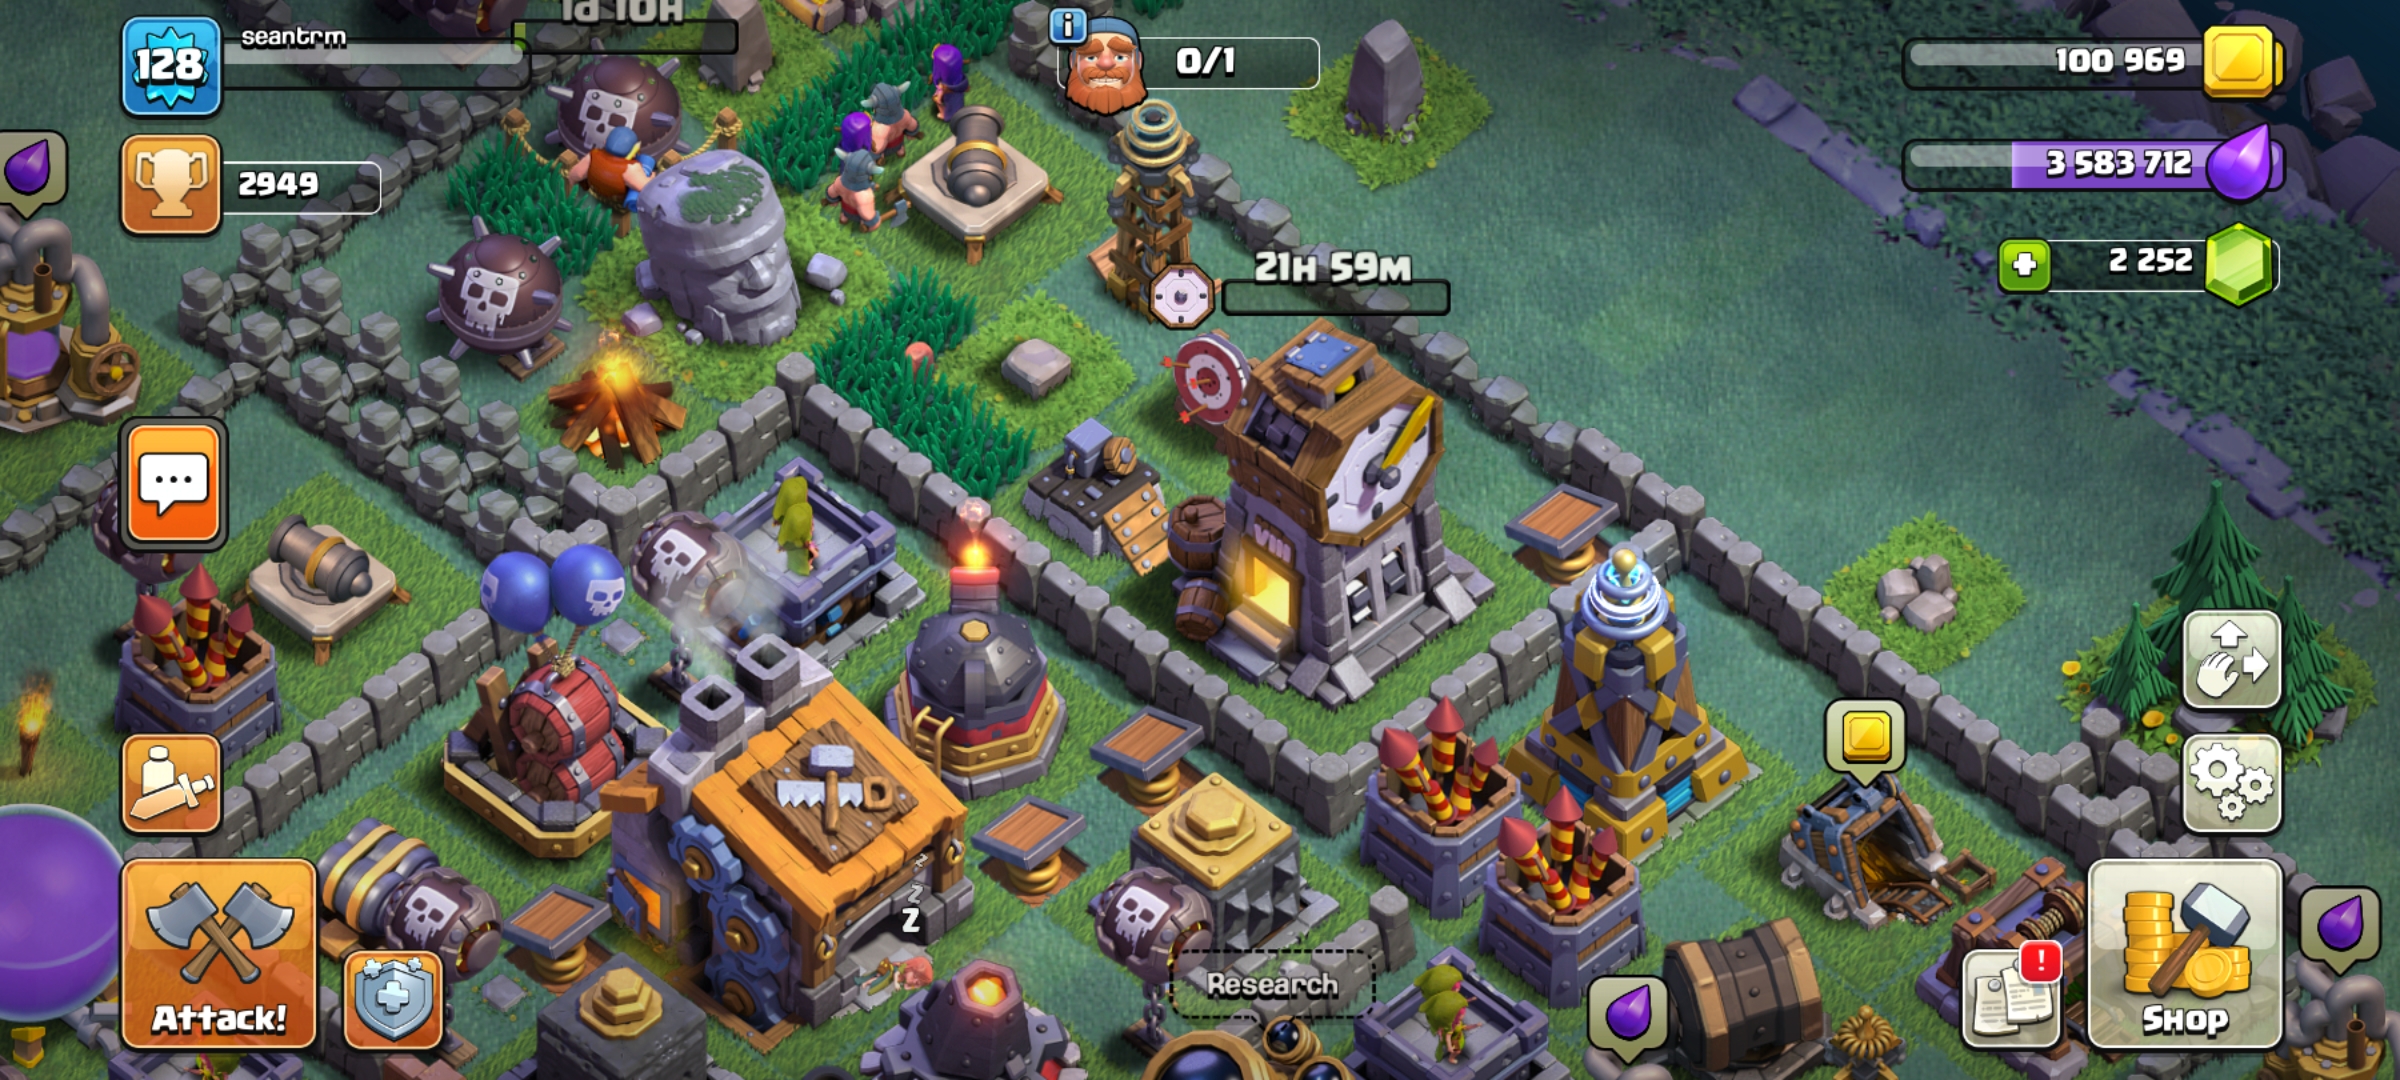 1d 10H
128
seantrm
0/1
100 969
2949
3 583 712
2 252
21H 59M
VIII
z
z
z
Research
Attack!
Shop
!
i